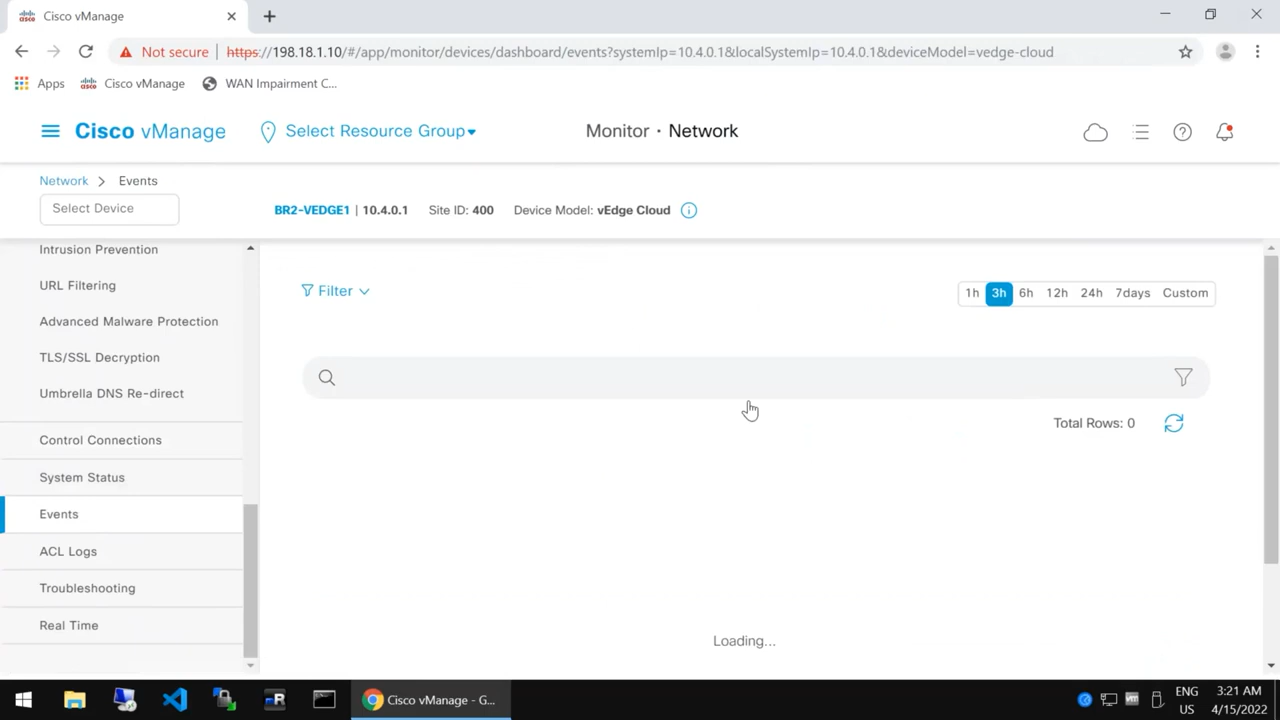 Cisco vManage
Not secure
https://198.18.1.10/#/app/monitor/devices/dashboard/events?systemIp=10.4.0.1&localSystemIp=10.4.0.1&deviceModel=vedge-cloud
Apps
Cisco vManage
WAN Impairment C...
Cisco vManage
Select Resource Group
Monitor · Network
Network > Events
Select Device
BR2-VEDGE1 | 10.4.0.1 Site ID: 400 Device Model: vEdge Cloud
Intrusion Prevention
URL Filtering
Advanced Malware Protection
TLS/SSL Decryption
Umbrella DNS Re-direct
Control Connections
System Status
Events
ACL Logs
Troubleshooting
Real Time
Filter
1h 3h 6h 12h 24h 7days Custom
Total Rows: 0
Loading...
Cisco vManage - G...
ENG
US
3:21 AM
4/15/2022